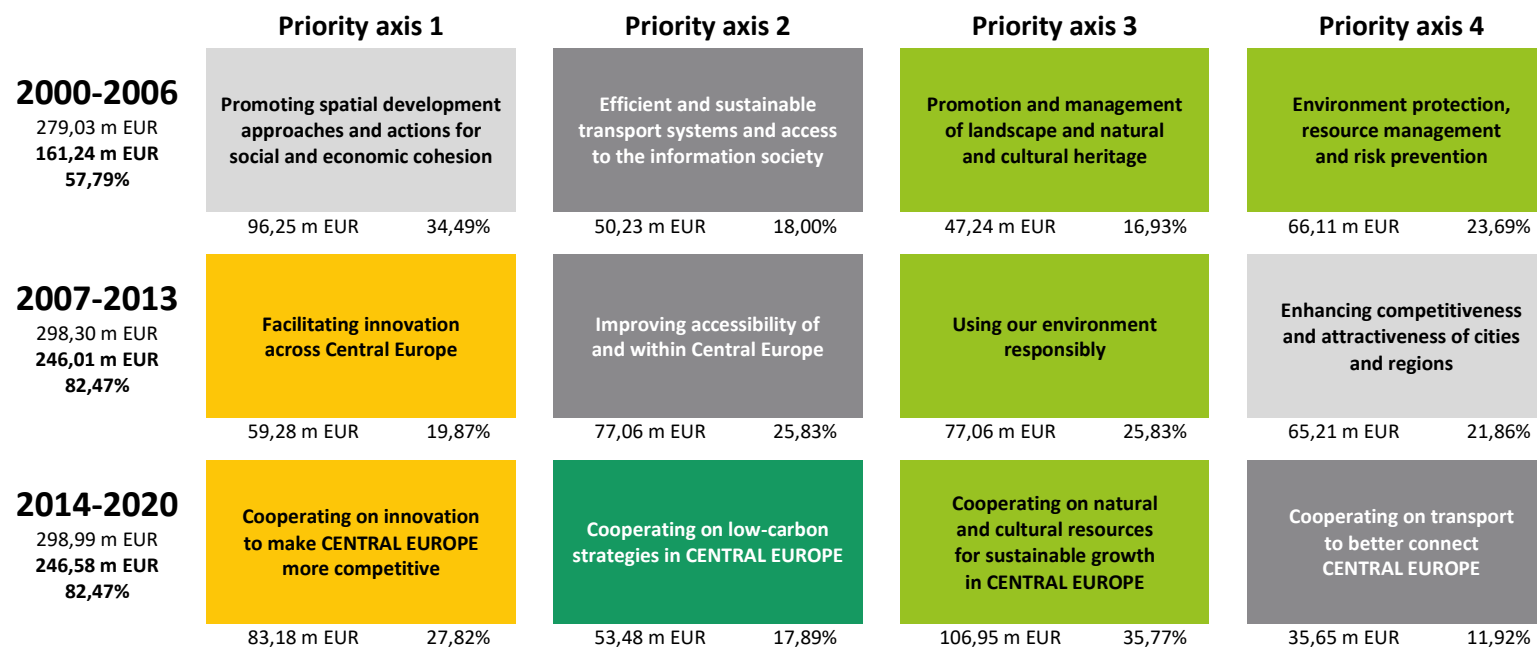 Priority axis 1
Priority axis 2
Priority axis 3
Priority axis 4
2000-2006
279,03 m EUR
161,24 m EUR
57,79%
Promoting spatial development
approaches and actions for
social and economic cohesion
96,25 m EUR 34,49%
Efficient and sustainable
transport systems and access
to the information society
50,23 m EUR 18,00%
Promotion and management
of landscape and natural
and cultural heritage
47,24 m EUR 16,93%
Environment protection,
resource management
and risk prevention
66,11 m EUR 23,69%
2007-2013
298,30 m EUR
246,01 m EUR
82,47%
Facilitating innovation
across Central Europe
59,28 m EUR 19,87%
Improving accessibility of
and within Central Europe
77,06 m EUR 25,83%
Using our environment
responsibly
77,06 m EUR 25,83%
Enhancing competitiveness
and attractiveness of cities
and regions
65,21 m EUR 21,86%
2014-2020
298,99 m EUR
246,58 m EUR
82,47%
Cooperating on innovation
to make CENTRAL EUROPE
more competitive
83,18 m EUR 27,82%
Cooperating on low-carbon
strategies in CENTRAL EUROPE
53,48 m EUR 17,89%
Cooperating on natural
and cultural resources
for sustainable growth
in CENTRAL EUROPE
106,95 m EUR 35,77%
Cooperating on transport
to better connect
CENTRAL EUROPE
35,65 m EUR 11,92%